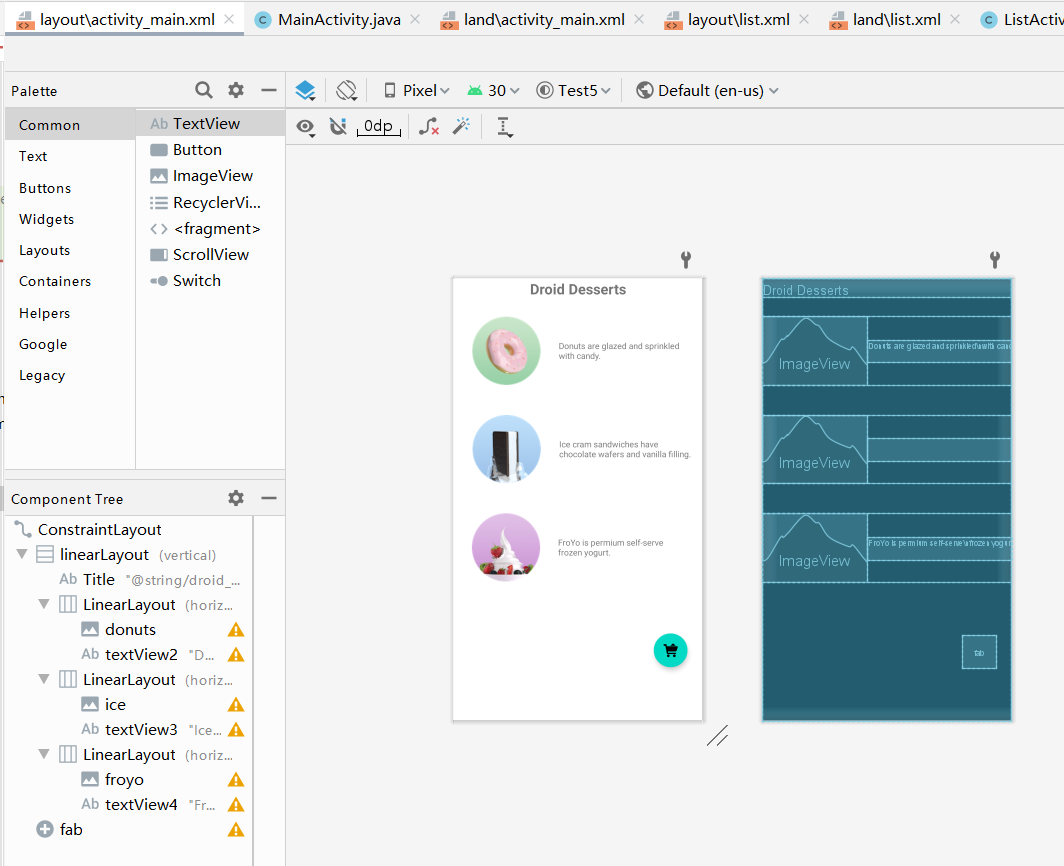 layout\activity_main.xml
MainActivity.java
land\activity_main.xml
layout\list.xml
land\list.xml
ListActiv
Palette
Pixel
30
Test5
Default (en-us)
0dp
Common
Text
Buttons
Widgets
Layouts
Containers
Helpers
Google
Legacy
Ab TextView
Button
ImageView
RecyclerVi...
<fragment>
ScrollView
Switch
Component Tree
ConstraintLayout
linearLayout (vertical)
Ab Title "@string/droid_...
LinearLayout (horiz...
donuts
Ab textView2 "D...
LinearLayout (horiz...
ice
Ab textView3 "Ice...
LinearLayout (horiz...
froyo
Ab textView4 "Fr...
fab
Droid Desserts
Donuts are glazed and sprinkled
with candy.
Ice cram sandwiches have
chocolate wafers and vanilla filling.
FroYo is permium self-serve
frozen yogurt.
Droid Desserts
ImageView
Donuts are glazed and sprinkled\nwith can
ImageView
ImageView
FroYo is permium self-serve\nfrozen yogur
fab